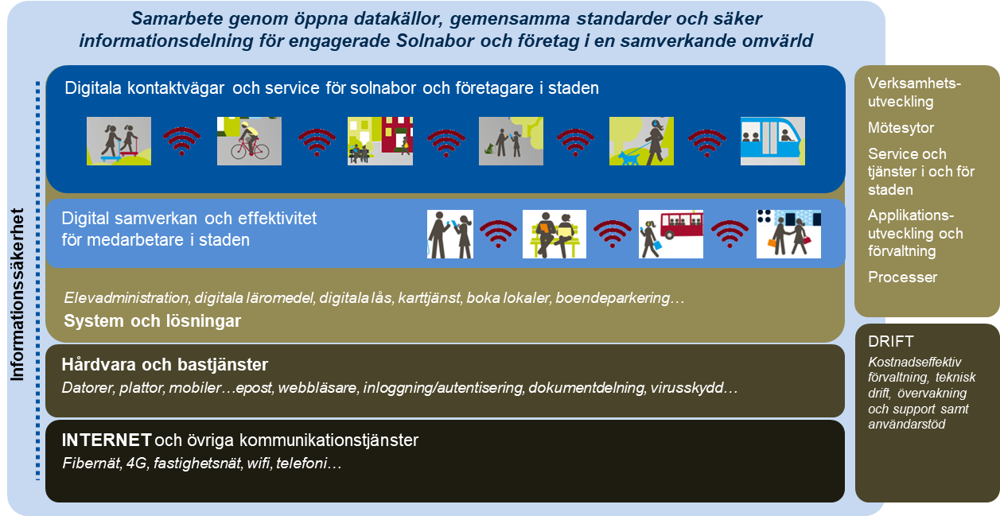 Samarbete genom öppna datakällor, gemensamma standarder och säker
informationsdelning för engagerade Solnabor och företag i en samverkande omvärld
Informationssäkerhet
Digitala kontaktvägar och service för solnabor och företagare i staden
Digital samverkan och effektivitet
för medarbetare i staden
Elevadministration, digitala läromedel, digitala lås, karttjänst, boka lokaler, boendeparkering…
System och lösningar
Hårdvara och bastjänster
Datorer, plattor, mobiler…epost, webbläsare, inloggning/autentisering, dokumentdelning, virusskydd…
INTERNET och övriga kommunikationstjänster
Fibernät, 4G, fastighetsnät, wifi, telefoni…
Verksamhets-
utveckling
Mötesytor
Service och
tjänster i och för
staden
Applikations-
utveckling och
förvaltning
Processer
DRIFT
Kostnadseffektiv
förvaltning, teknisk
drift, övervakning
och support samt
användarstöd